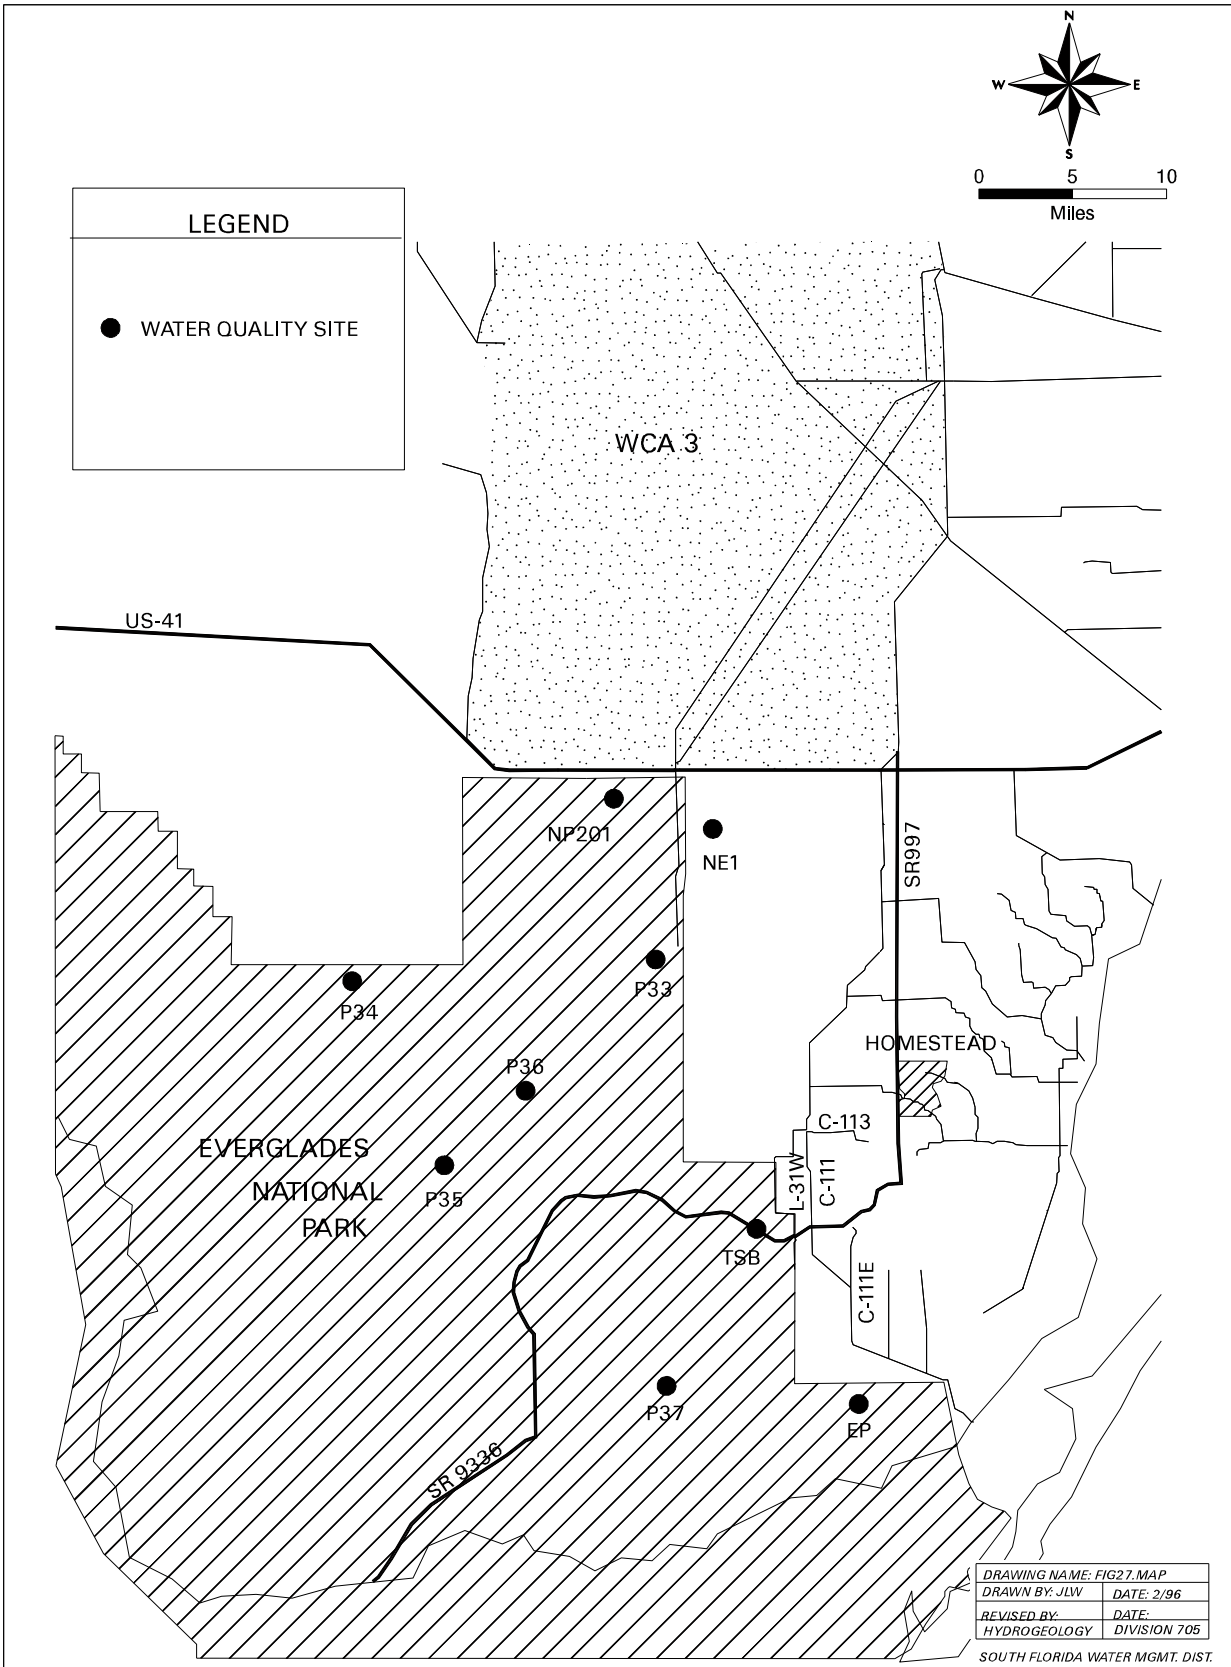 N
W
E
S
0 5 10
Miles
LEGEND
WATER QUALITY SITE
WCA 3
US-41
NP201
NE1
SR997
P33
P34
HOMESTEAD
P36
C-113
EVERGLADES
NATIONAL
PARK
P35
L-31W
C-111
TSB
C-111E
P37
EP
SR 9336
DRAWING NAME: FIG27.MAP
DRAWN BY: JLW DATE: 2/96
REVISED BY: DATE:
HYDROGEOLOGY DIVISION 705
SOUTH FLORIDA WATER MGMT. DIST.